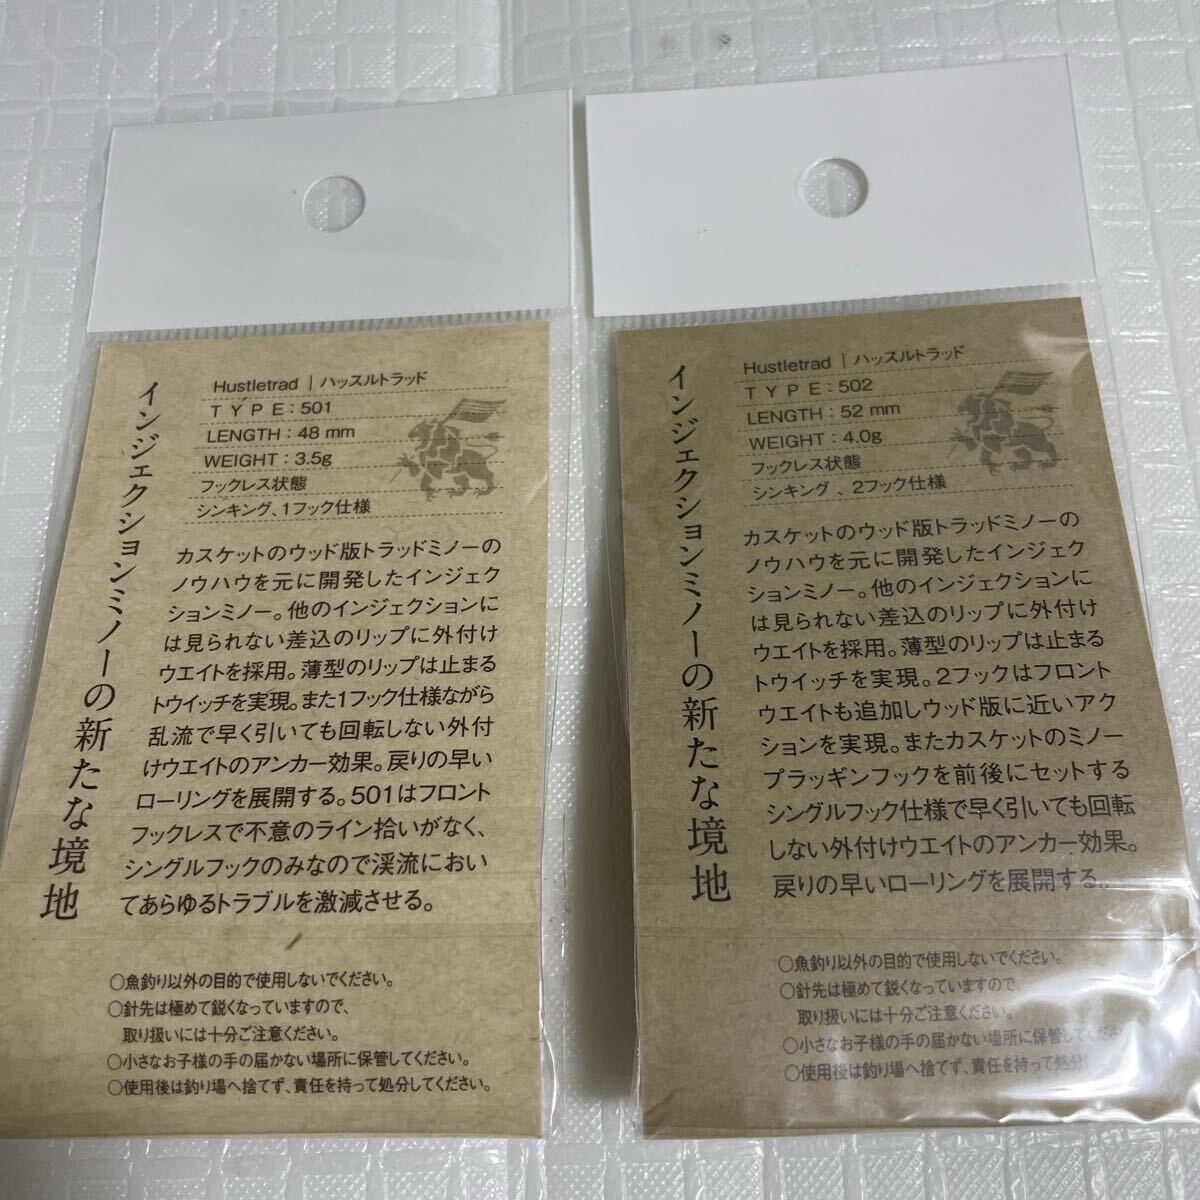 インジェクションミノーの新たな境地
Hustletrad | ハッスルトラッド
TYPE:501
LENGTH:48 mm
WEIGHT:3.5g
フックレス状態
シンキング、1フック仕様
カスケットのウッド版トラッドミノーの
ノウハウを元に開発したインジェク
ションミノー。他のインジェクションに
は見られない差込のリップに外付け
ウエイトを採用。薄型のリップは止まる
トウイッチを実現。また1フック仕様ながら
乱流で早く引いても回転しない外付
けウエイトのアンカー効果。戻りの早い
ローリングを展開する。501はフロント
フックレスで不意のライン拾いがなく、
シングルフックのみなので渓流におい
てあらゆるトラブルを激減させる。
○魚釣り以外の目的で使用しないでください。
○針先は極めて鋭くなっていますので、
取り扱いには十分ご注意ください。
○小さなお子様の手の届かない場所に保管してください。
○使用後は釣り場へ捨てず、責任を持って処分してください。
インジェクションミノーの新たな境地
Hustletrad | ハッスルトラッド
TYPE:502
LENGTH:52 mm
WEIGHT:4.0g
フックレス状態
シンキング、2フック仕様
カスケットのウッド版トラッドミノーの
ノウハウを元に開発したインジェク
ションミノー。他のインジェクションに
は見られない差込のリップに外付け
ウエイトを採用。薄型のリップは止まる
トウイッチを実現。2フックはフロント
ウエイトも追加しウッド版に近いアク
ションを実現。またカスケットのミノー
プラッギンフックを前後にセットする
シングルフック仕様で早く引いても回転
しない外付けウエイトのアンカー効果。
戻りの早いローリングを展開する。
○魚釣り以外の目的で使用しないでください。
○針先は極めて鋭くなっていますので、
取り扱いには十分ご注意ください。
○小さなお子様の手の届かない場所に保管してください。
○使用後は釣り場へ捨てず、責任を持って処分